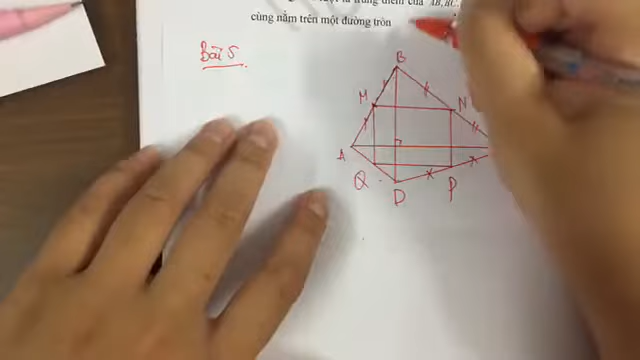 là trung điểm của AB, BC,
cùng nằm trên một đường tròn
Bài 5
B
M N
A
Q D P